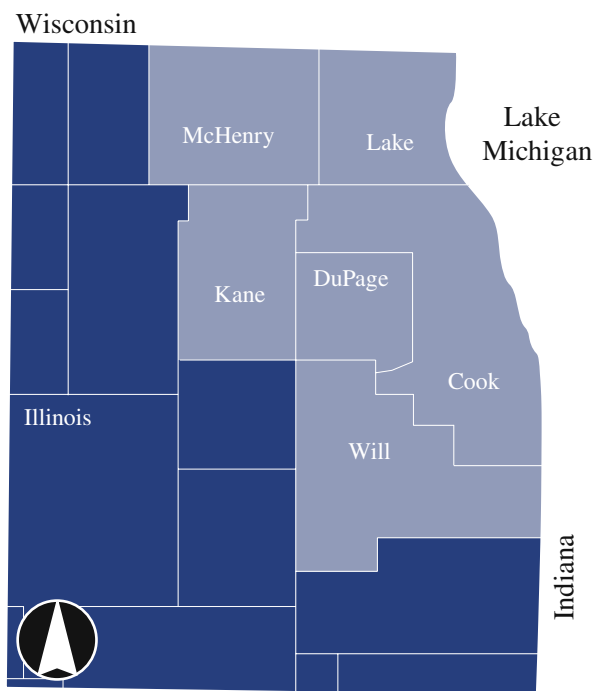 Wisconsin
Lake
Michigan
McHenry
Lake
Kane
DuPage
Cook
Illinois
Will
Indiana